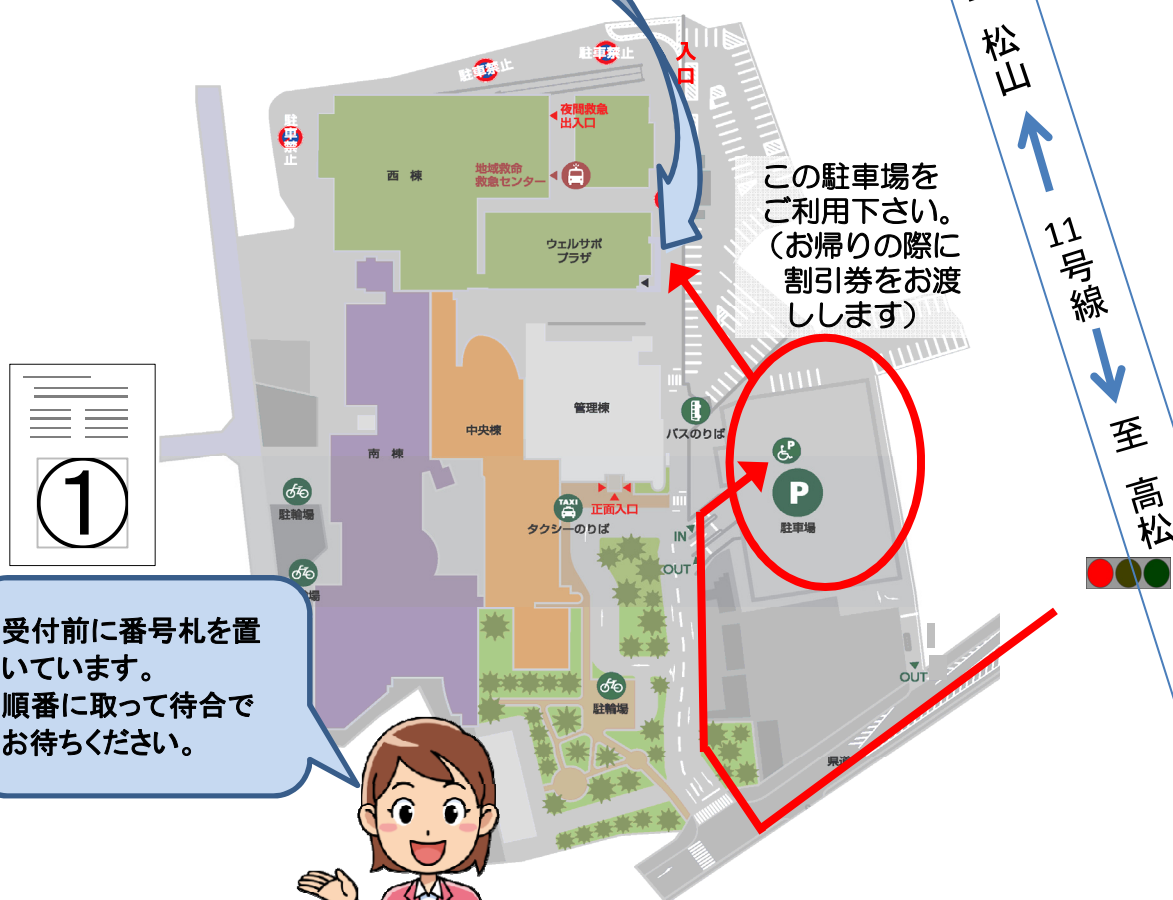 松山
11号線
至 高松
入口
駐車禁止
駐車禁止
駐車禁止
夜間救急
出入口
地域救命
救急センター
西 棟
ウェルサポ
プラザ
この駐車場を
ご利用下さい。
（お帰りの際に
割引券をお渡
しします）
管理棟
中央棟
南 棟
バスのりば
P
P
駐車場
駐輪場
TAXI
タクシーのりば
正面入口
IN
OUT
OUT
駐輪場
県道
①
受付前に番号札を置
いています。
順番に取って待合で
お待ちください。